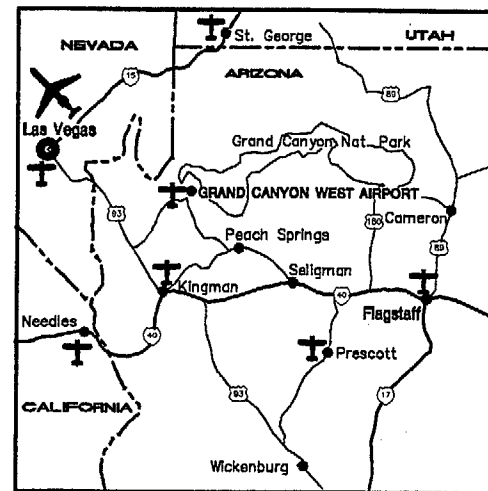 NEVADA
St. George
UTAH
15
ARIZONA
89
Las Vegas
Grand Canyon Nat. Park
GRAND CANYON WEST AIRPORT
93
180
Cameron
Peach Springs
89
Kingman
Seligman
40
Flagstaff
Needles
40
Prescott
CALIFORNIA
93
17
Wickenburg